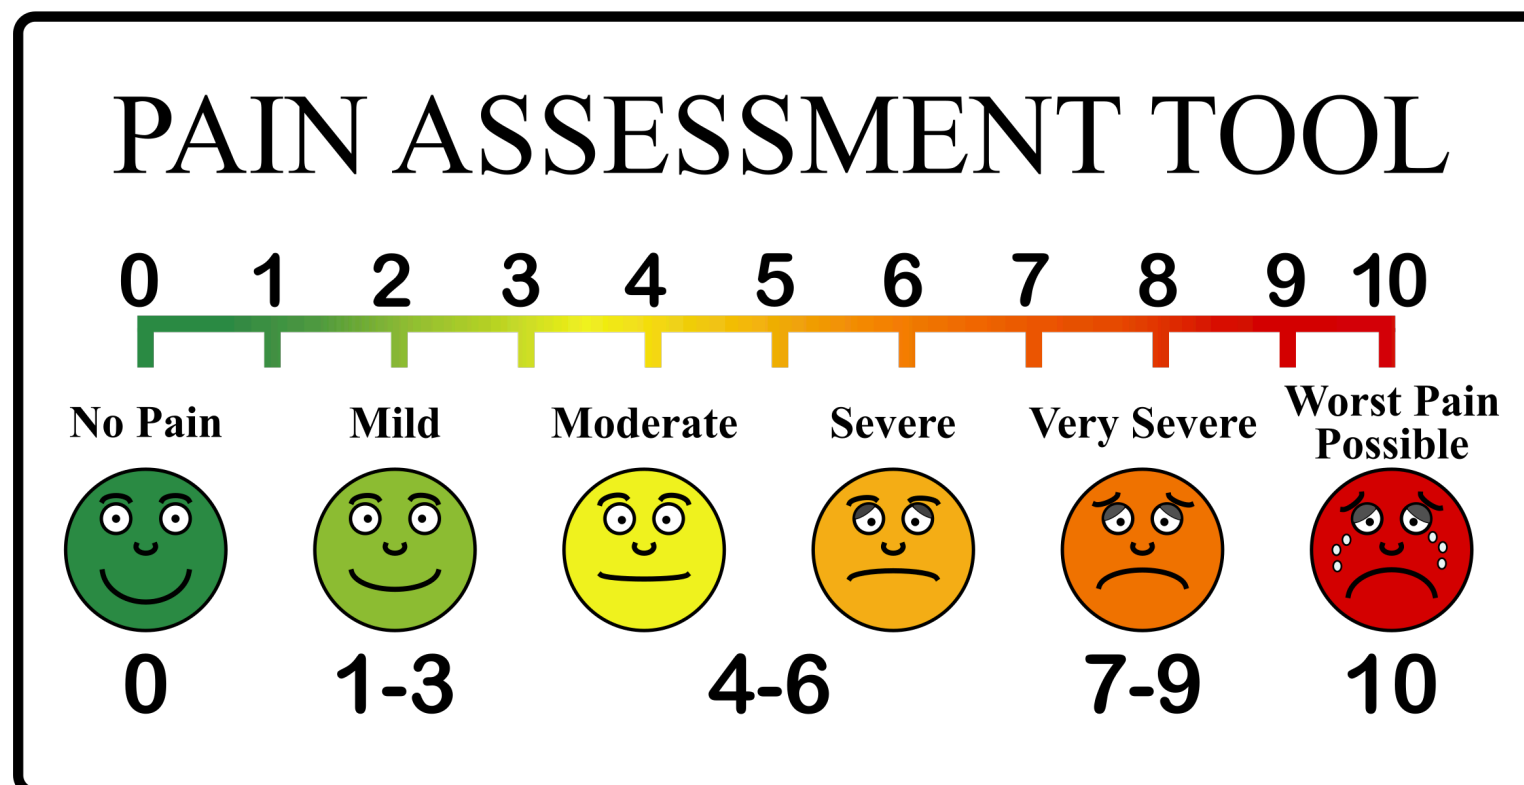 PAIN ASSESSMENT TOOL
0 1 2 3 4 5 6 7 8 9 10
No Pain
Mild
Moderate
Severe
Very Severe
Worst Pain
Possible
0 1-3 4-6 7-9 10